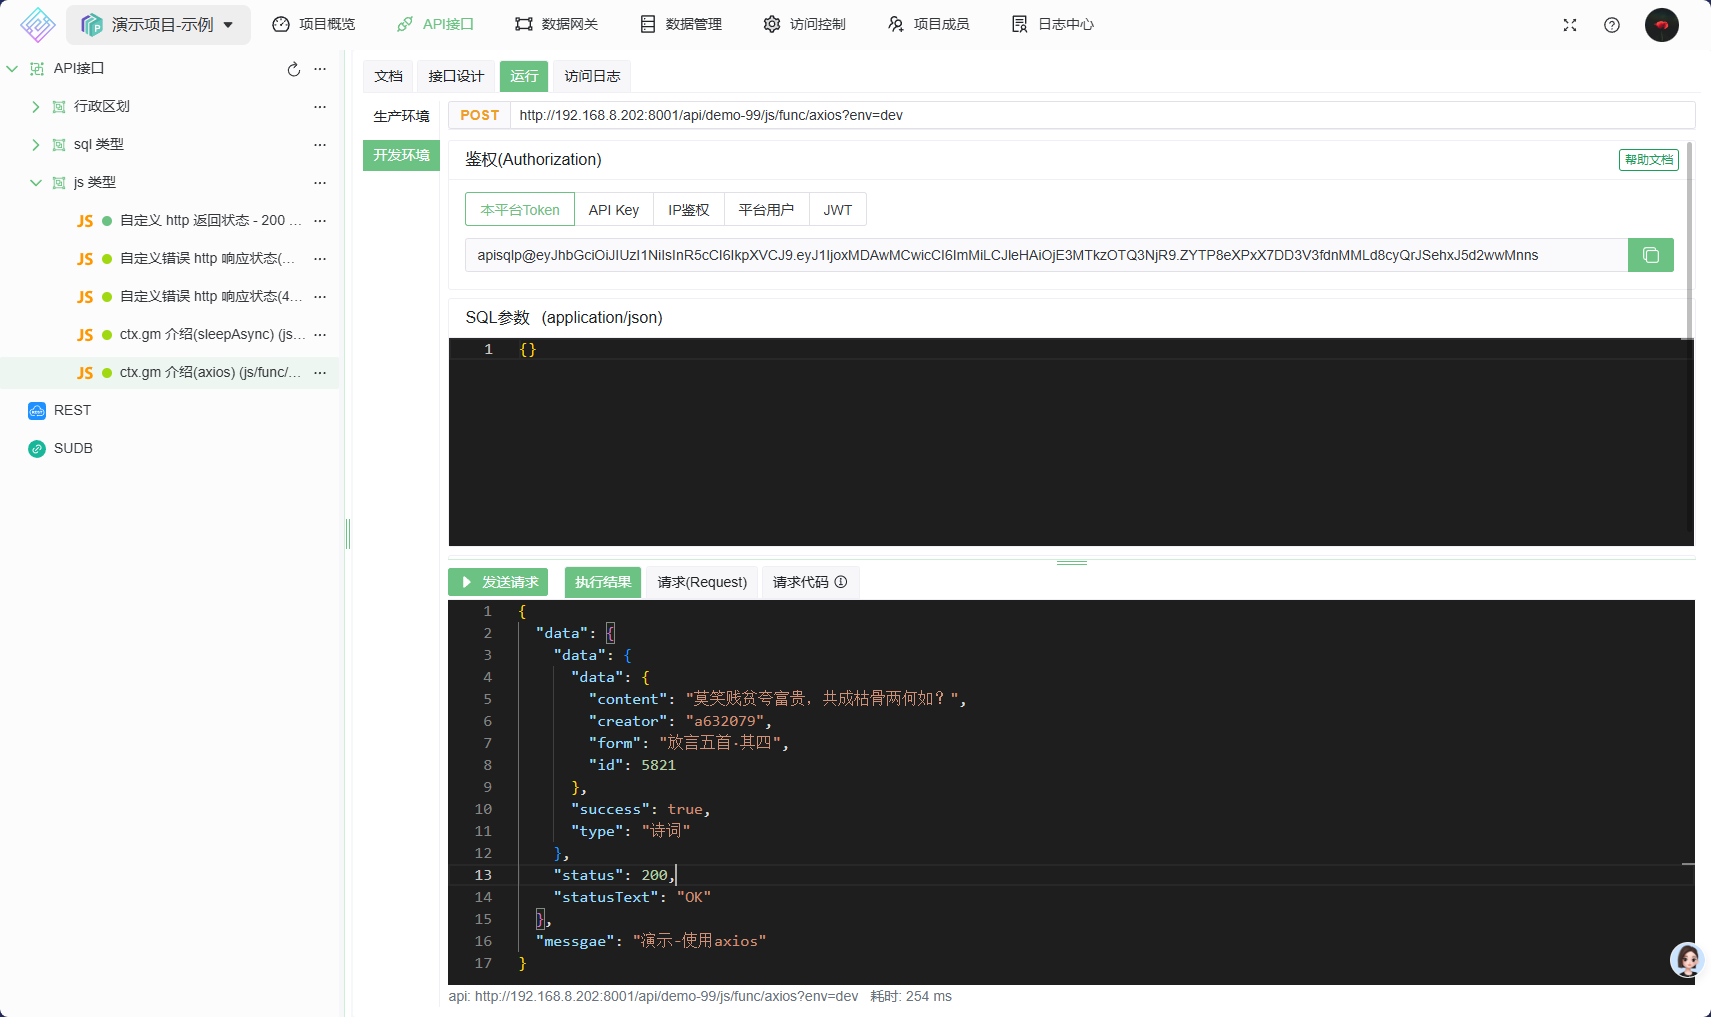 演示项目-示例
项目概览
API接口
数据网关
数据管理
访问控制
项目成员
日志中心
API接口
行政区划
sql 类型
js 类型
JS 自定义 http 返回状态 - 200 ...
JS 自定义错误 http 响应状态(...
JS 自定义错误 http 响应状态(4...
JS ctx.gm 介绍(sleepAsync) (js...
JS ctx.gm 介绍(axios) (js/func/...
REST
SUDB
文档
接口设计
运行
访问日志
生产环境
开发环境
POST http://192.168.8.202:8001/api/demo-99/js/func/axios?env=dev
鉴权(Authorization)
帮助文档
本平台Token
API Key
IP鉴权
平台用户
JWT
apisqlp@eyJhbGciOiJIUzI1NiIsInR5cCI6IkpXVCJ9.eyJ1IjoxMDAwMCwicCI6ImMiLCJleHAiOjE3MTkzOTQ3NjR9.ZYTP8eXPxX7DD3V3fdnMMLd8cyQrJSehxJ5d2wwMnns
SQL参数 (application/json)
1 {}
发送请求
执行结果
请求(Request)
请求代码
1 {
2 "data": {
3 "data": {
4 "data": {
5 "content": "莫笑贱贫夸富贵，共成枯骨两何如？",
6 "creator": "a632079",
7 "form": "放言五首·其四",
8 "id": 5821
9 },
10 "success": true,
11 "type": "诗词"
12 },
13 "status": 200,
14 "statusText": "OK"
15 },
16 "messgae": "演示-使用axios"
17 }
api: http://192.168.8.202:8001/api/demo-99/js/func/axios?env=dev 耗时: 254 ms